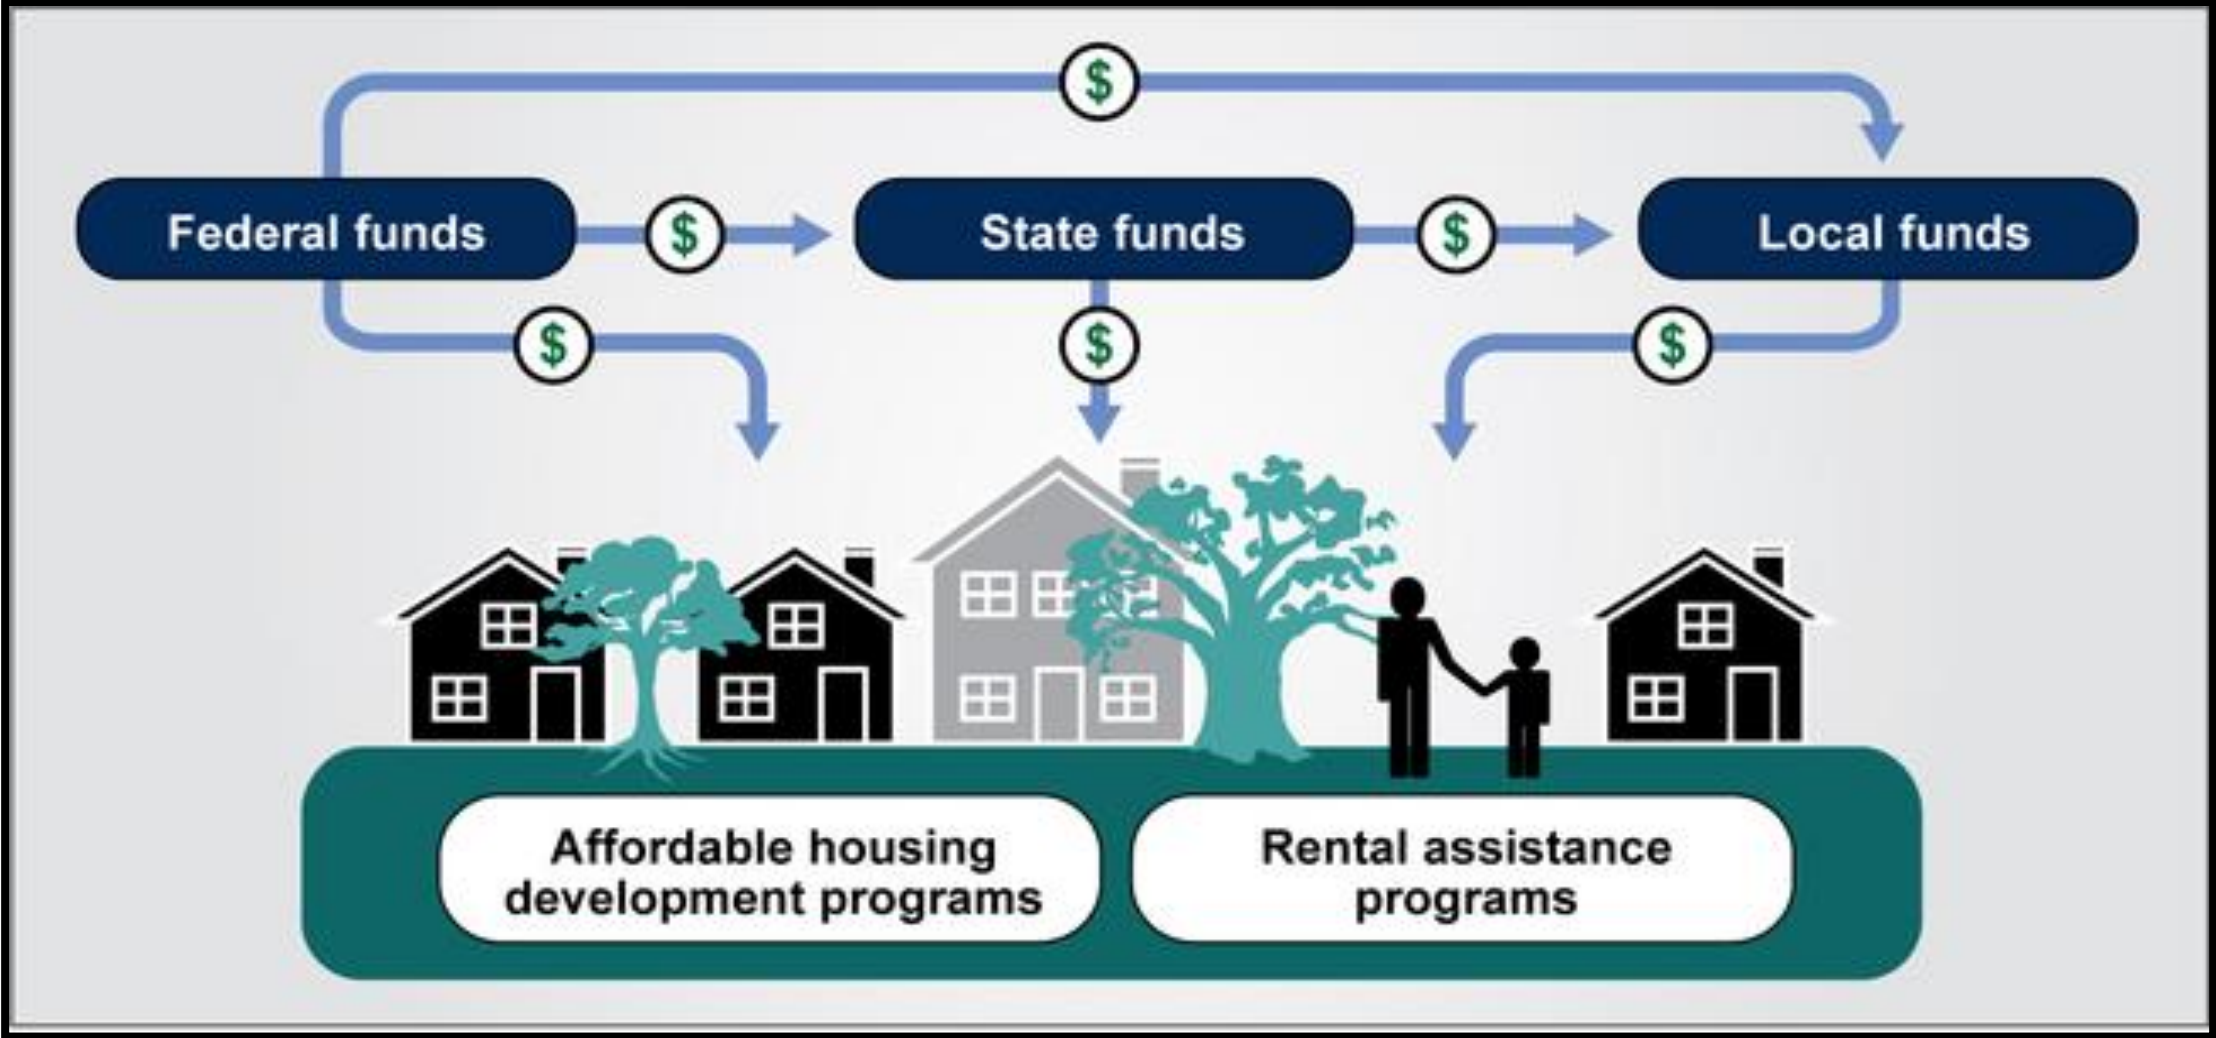 $
Federal funds
$
State funds
$
Local funds
$
$
$
Affordable housing
development programs
Rental assistance
programs